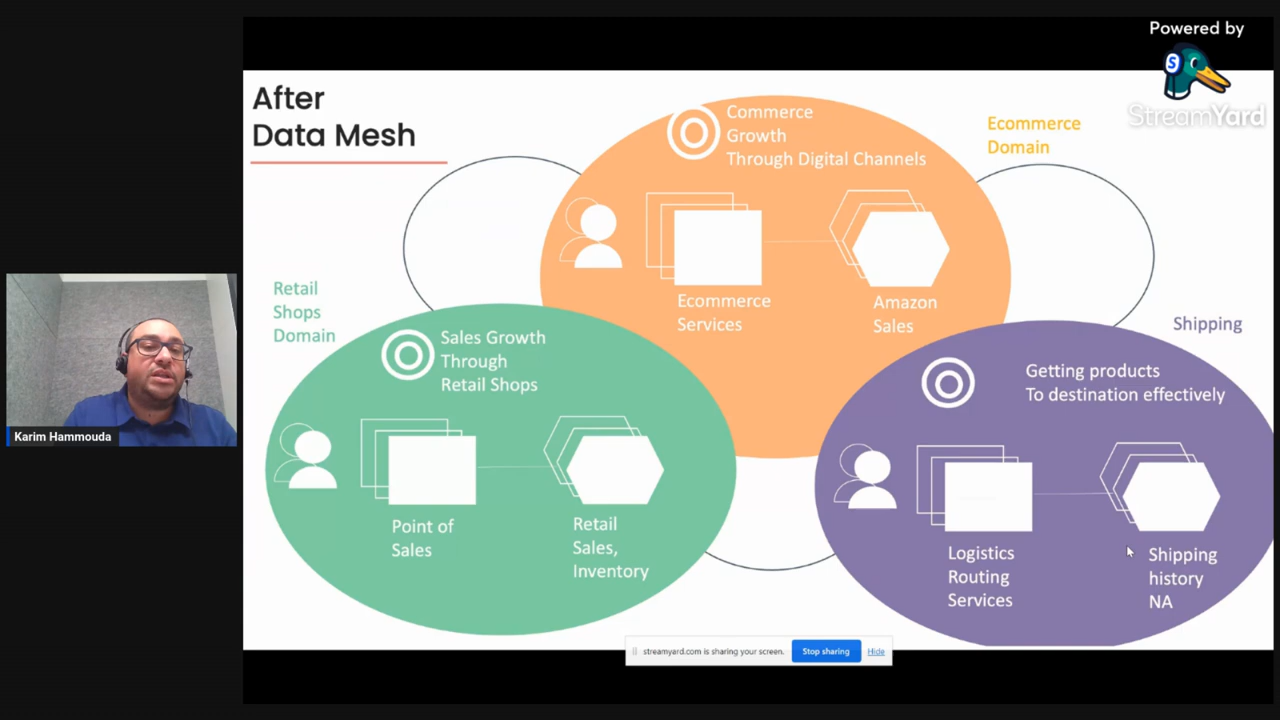 Powered by
S
StreamYard
After
Data Mesh
Commerce
Growth
Through Digital Channels
Ecommerce
Domain
Ecommerce
Services
Amazon
Sales
Retail
Shops
Domain
Sales Growth
Through
Retail Shops
Point of
Sales
Retail
Sales,
Inventory
Shipping
Getting products
To destination effectively
Logistics
Routing
Services
Shipping
history
NA
Karim Hammouda
streamyard.com is sharing your screen.
Stop sharing
Hide